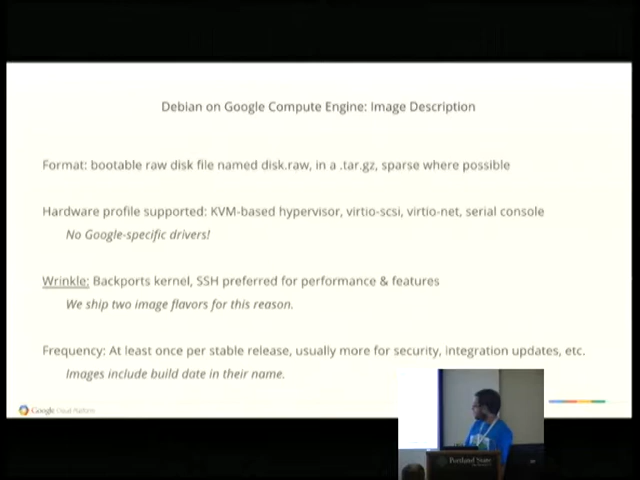 Debian on Google Compute Engine: Image Description
Format: bootable raw disk file named disk.raw, in a .tar.gz, sparse where possible
Hardware profile supported: KVM-based hypervisor, virtio-scsi, virtio-net, serial console
No Google-specific drivers!
Wrinkle: Backports kernel, SSH preferred for performance & features
We ship two image flavors for this reason.
Frequency: At least once per stable release, usually more for security, integration updates, etc.
Images include build date in their name.
Google Cloud Platform
Portland State